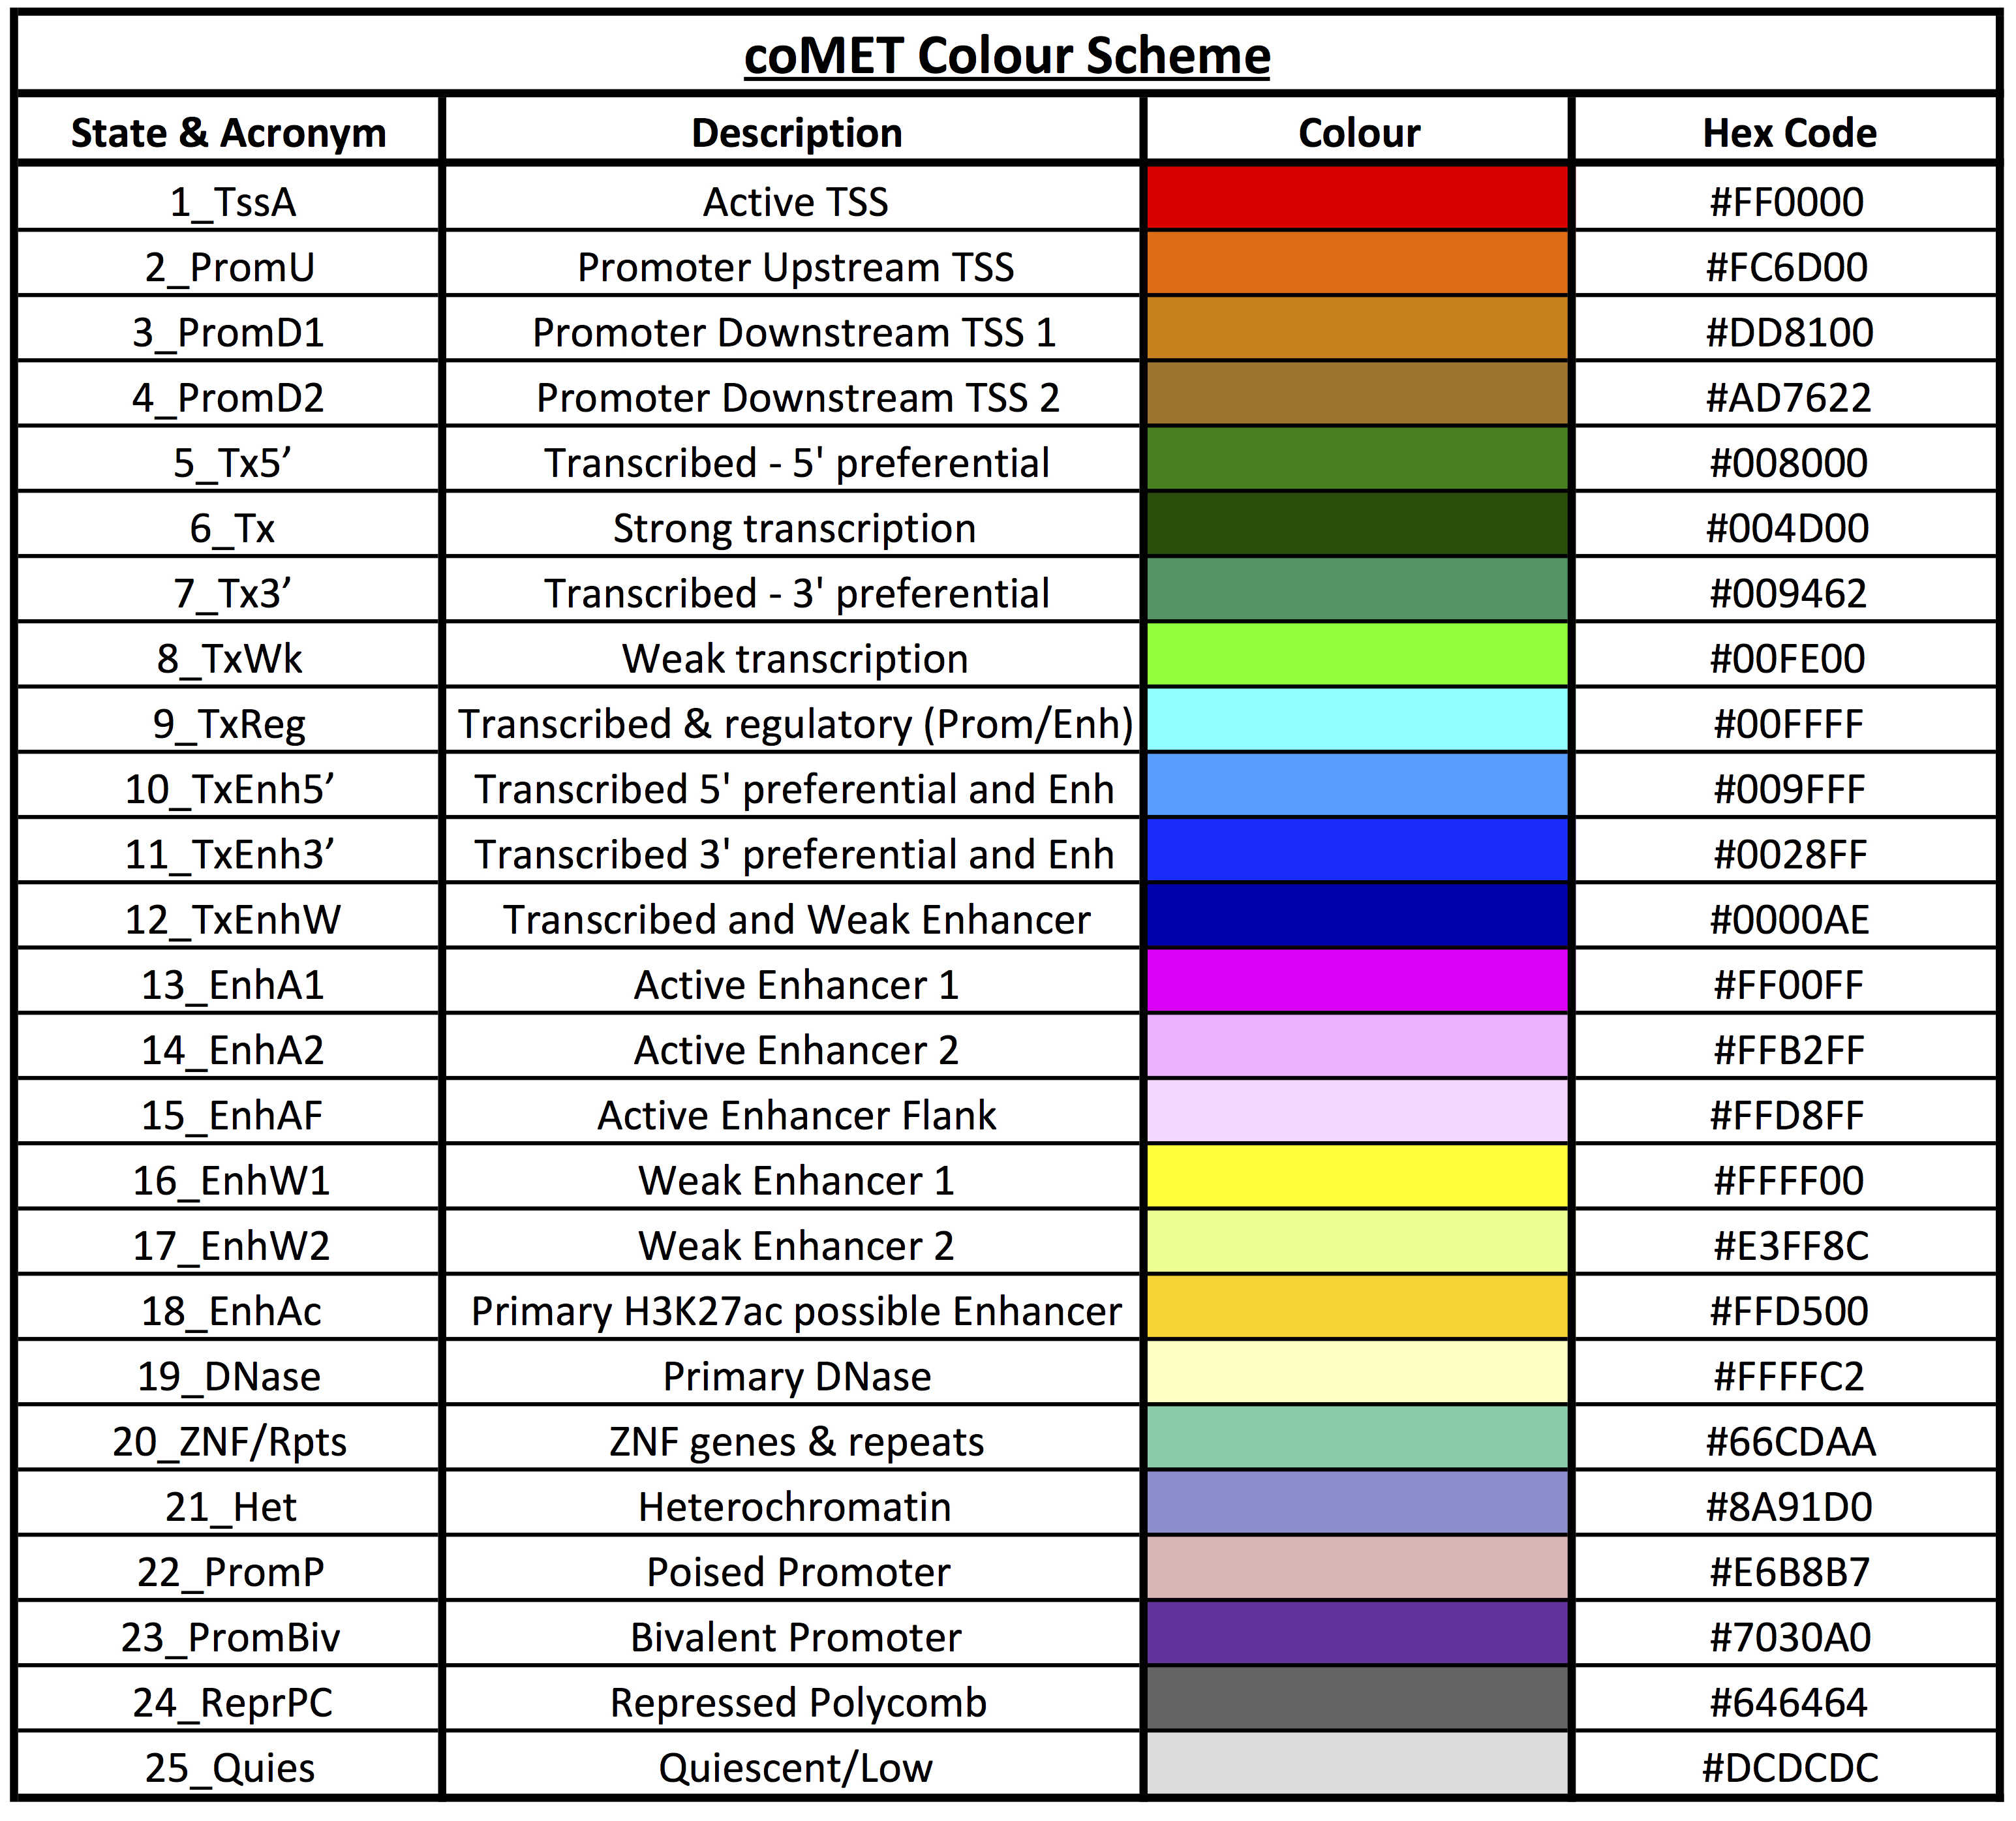 coMET Colour Scheme
State & Acronym Description Colour Hex Code
1_TssA Active TSS #FF0000
2_PromU Promoter Upstream TSS #FC6D00
3_PromD1 Promoter Downstream TSS 1 #DD8100
4_PromD2 Promoter Downstream TSS 2 #AD7622
5_Tx5’ Transcribed - 5' preferential #008000
6_Tx Strong transcription #004D00
7_Tx3’ Transcribed - 3' preferential #009462
8_TxWk Weak transcription #00FE00
9_TxReg Transcribed & regulatory (Prom/Enh) #00FFFF
10_TxEnh5’ Transcribed 5' preferential and Enh #009FFF
11_TxEnh3’ Transcribed 3' preferential and Enh #0028FF
12_TxEnhW Transcribed and Weak Enhancer #0000AE
13_EnhA1 Active Enhancer 1 #FF00FF
14_EnhA2 Active Enhancer 2 #FFB2FF
15_EnhAF Active Enhancer Flank #FFD8FF
16_EnhW1 Weak Enhancer 1 #FFFF00
17_EnhW2 Weak Enhancer 2 #E3FF8C
18_EnhAc Primary H3K27ac possible Enhancer #FFD500
19_DNase Primary DNase #FFFFC2
20_ZNF/Rpts ZNF genes & repeats #66CDAA
21_Het Heterochromatin #8A91D0
22_PromP Poised Promoter #E6B8B7
23_PromBiv Bivalent Promoter #7030A0
24_ReprPC Repressed Polycomb #646464
25_Quies Quiescent/Low #DCDCDC